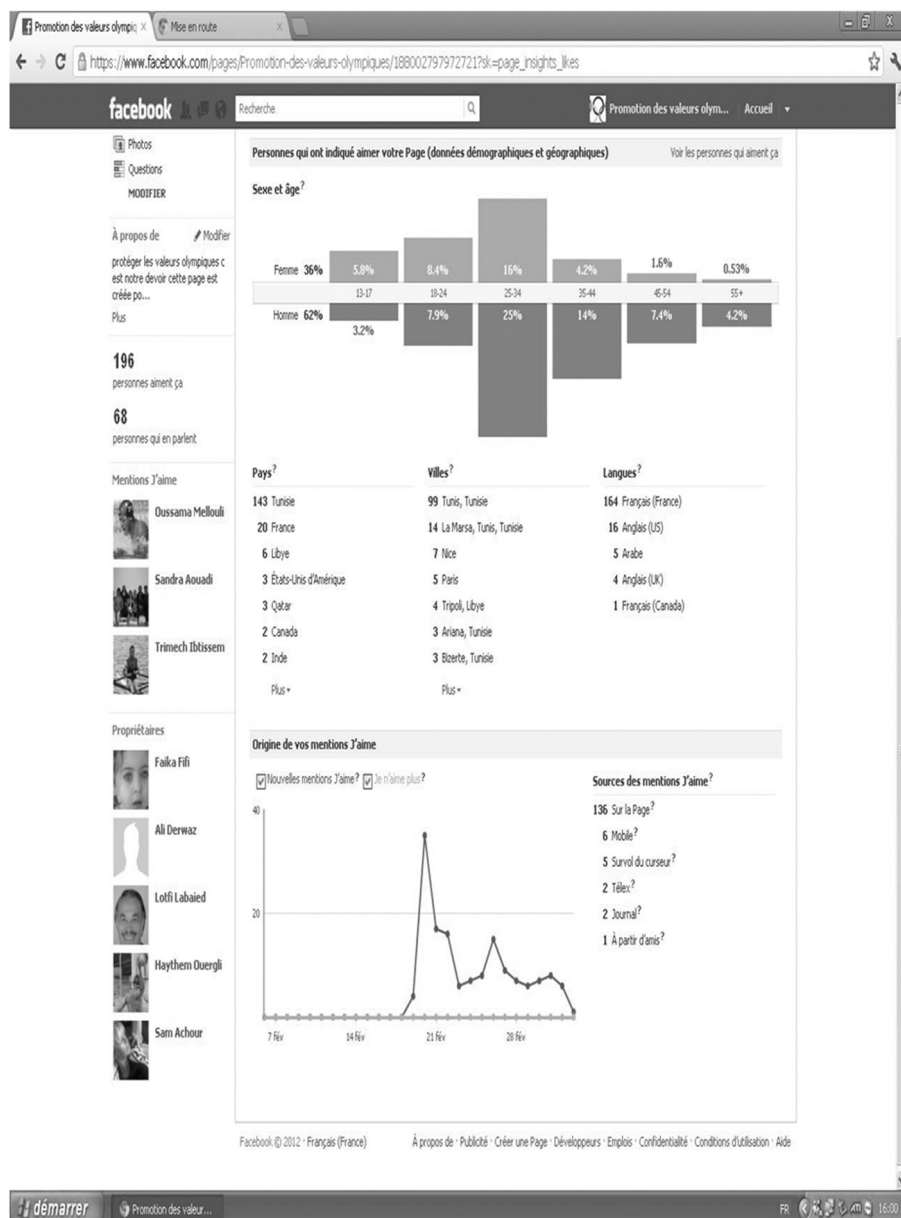 Promotion des valeurs olympiq × Mise en route ×
https://www.facebook.com/pages/Promotion-des-valeurs-olympiques/188002797972721?sk=page_insights_likes
facebook Recherche Promotion des valeurs olym... Accueil
Photos
Questions
MODIFIER
À propos de Modifier
protéger les valeurs olympiques c
est notre devoir cette page est
créée po...
Plus
196
personnes aiment ça
68
personnes qui en parlent
Mentions J'aime
Oussama Mellouli
Sandra Aouadi
Trimech Ibtissem
Propriétaires
Faika Fifi
Ali Derwaz
Lotfi Labaied
Haythem Ouergli
Sam Achour
Personnes qui ont indiqué aimer votre Page (données démographiques et géographiques) Voir les personnes qui aiment ça
Sexe et âge?
Femme 36% 5.8% 8.4% 16% 4.2% 1.6% 0.53%
13-17 18-24 25-34 35-44 45-54 55+
Homme 62% 3.2% 7.9% 25% 14% 7.4% 4.2%
Pays? Villes? Langues?
143 Tunisie 99 Tunis, Tunisie 164 Français (France)
20 France 14 La Marsa, Tunis, Tunisie 16 Anglais (US)
6 Libye 7 Nice 5 Arabe
3 États-Unis d'Amérique 5 Paris 4 Anglais (UK)
3 Qatar 4 Tripoli, Libye 1 Français (Canada)
2 Canada 3 Ariana, Tunisie
2 Inde 3 Bizerte, Tunisie
Plus Plus
Origine de vos mentions J'aime
Nouvelles mentions J'aime? Je n'aime plus? Sources des mentions J'aime?
40
20
7 fév 14 fév 21 fév 28 fév
136 Sur la Page?
6 Mobile?
5 Survol du curseur?
2 Télex?
2 Journal?
1 À partir d'amis?
Facebook © 2012 · Français (France) À propos de · Publicité · Créer une Page · Développeurs · Emplois · Confidentialité · Conditions d'utilisation · Aide
démarrer Promotion des valeur... FR 16:00